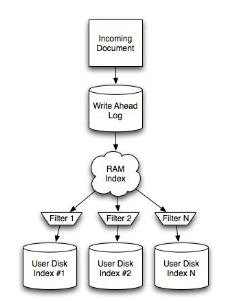 Incoming
Document
Write Ahead
Log
RAM
Index
Filter 1
Filter 2
Filter N
User Disk
Index #1
User Disk
Index #2
User Disk
Index N